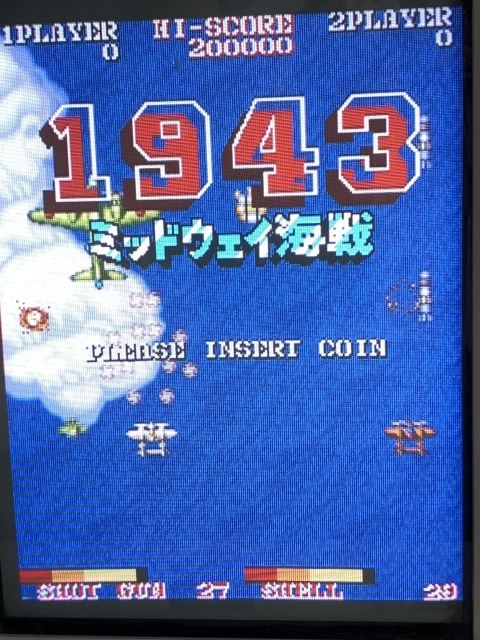 1PLAYER HI-SCORE 2PLAYER
0 200000 0
1943
ミッドウェイ海戦
PLEASE INSERT COIN
SHOT GUN 27 SHELL 28